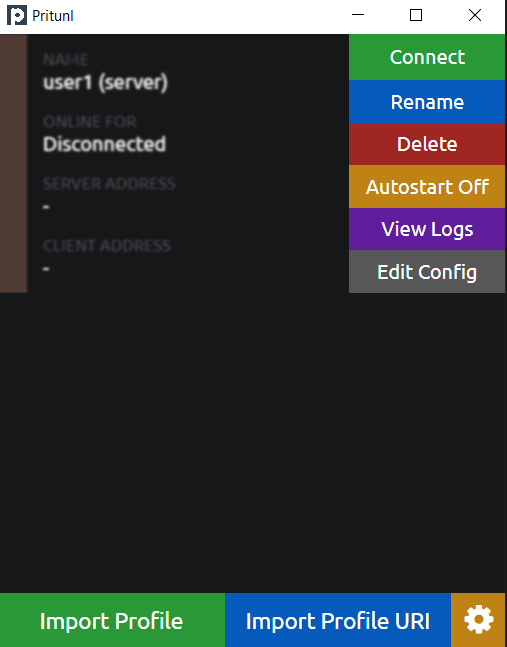 Pritunl
NAME
user1 (server)
ONLINE FOR
Disconnected
SERVER ADDRESS
-
CLIENT ADDRESS
-
Connect
Rename
Delete
Autostart Off
View Logs
Edit Config
Import Profile
Import Profile URI